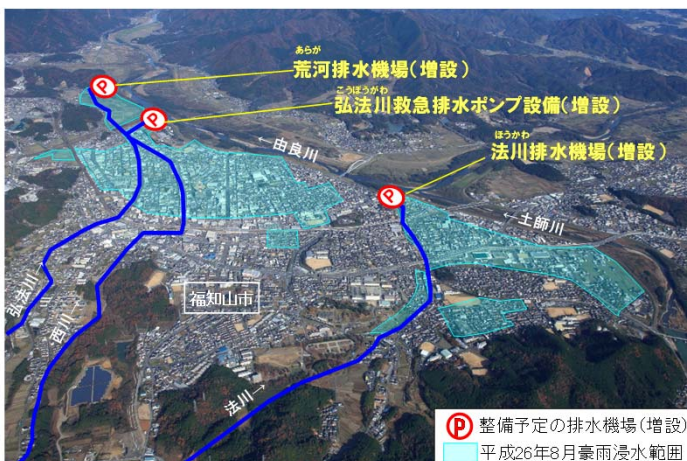 あらが
荒河排水機場(増設)
こうぼうがわ
弘法川救急排水ポンプ設備(増設)
←由良川
ほうかわ
法川排水機場(増設)
←土師川
弘法川→
西川→
福知山市
法川→
P
P
P
P 整備予定の排水機場(増設)
平成26年8月豪雨浸水範囲